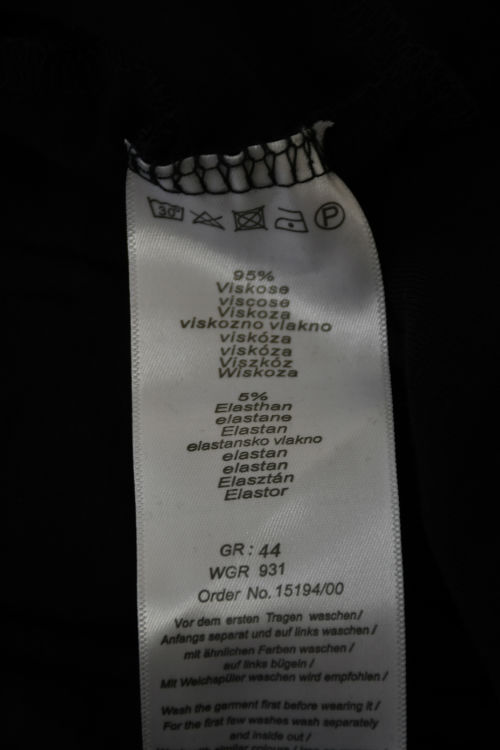 30°
P
95%
Viskose
viscose
Viskoza
viskozno vlakno
viskóza
viskóza
Viszkóz
Wiskoza
5%
Elasthan
elastane
Elastan
elastansko vlakno
elastan
elastan
Elasztán
Elastor
GR: 44
WGR 931
Order No. 15194/00
Vor dem ersten Tragen waschen/
Anfangs separat und auf links waschen/
mit ähnlichen Farben waschen/
auf links bügeln/
Mit Weichspüler waschen wird empfohlen/
Wash the garment first before wearing it/
For the first few washes wash separately
and inside out/